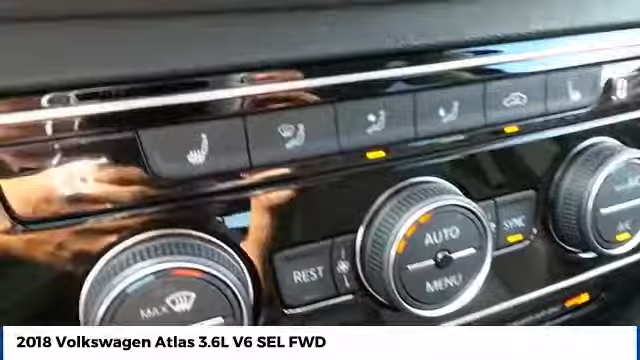 AUTO
SYNC
REST
MENU
MAX
A/C
2018 Volkswagen Atlas 3.6L V6 SEL FWD